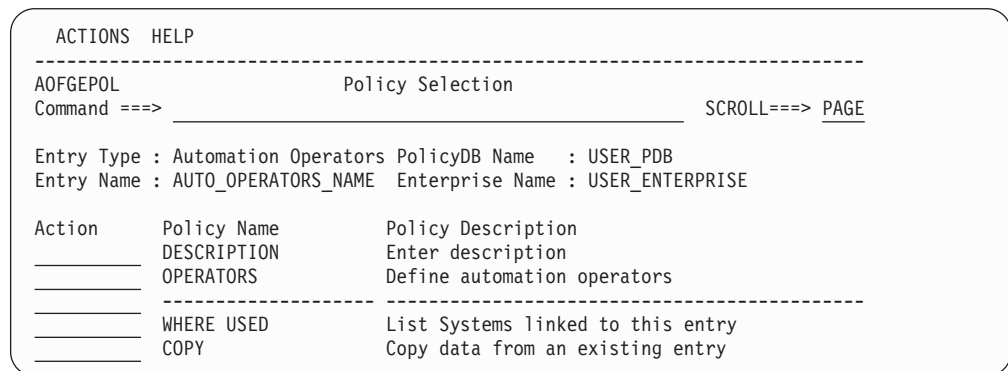 ACTIONS HELP
--------------------------------------------------------------------------------
AOFGEPOL Policy Selection
Command ===> SCROLL===> PAGE
Entry Type : Automation Operators PolicyDB Name : USER_PDB
Entry Name : AUTO_OPERATORS_NAME Enterprise Name : USER_ENTERPRISE
Action Policy Name Policy Description
DESCRIPTION Enter description
OPERATORS Define automation operators
-------------------- ---------------------------------------------
WHERE USED List Systems linked to this entry
COPY Copy data from an existing entry